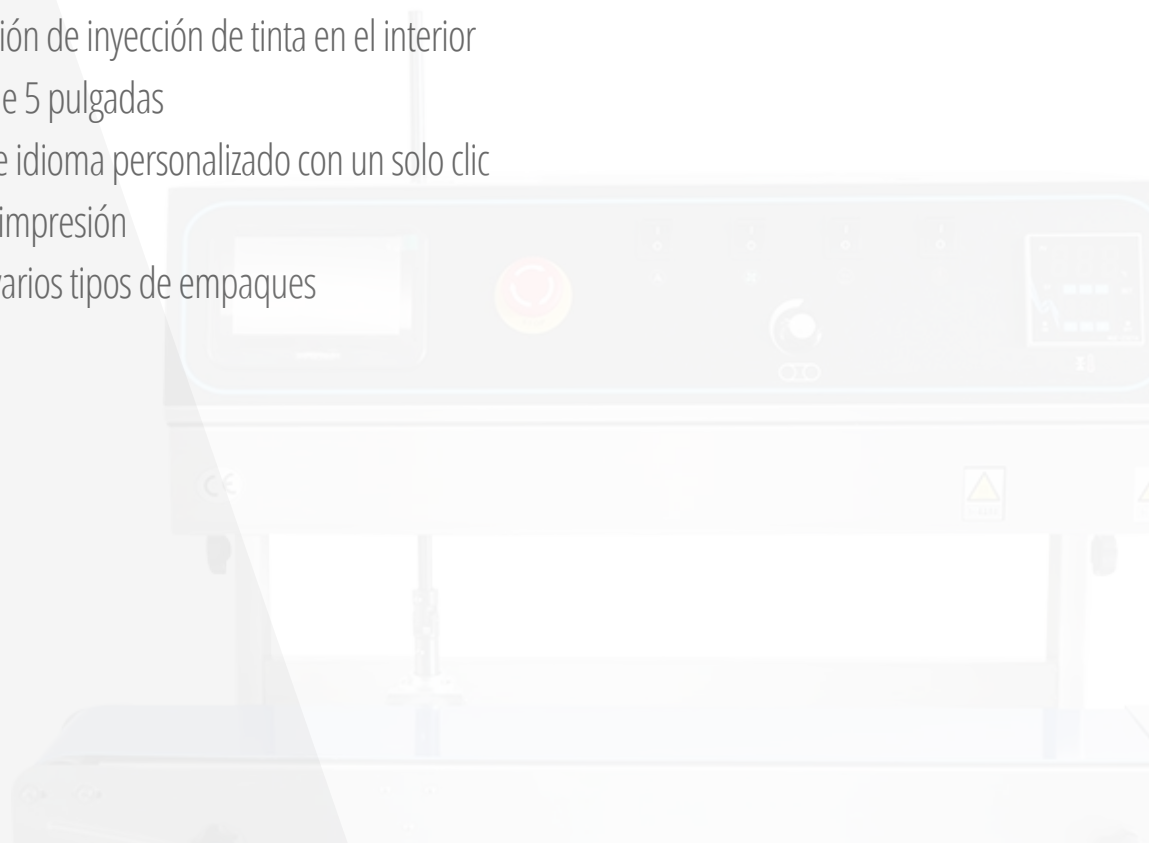 ión de inyección de tinta en el interior
e 5 pulgadas
e idioma personalizado con un solo clic
impresión
varios tipos de empaques
CE